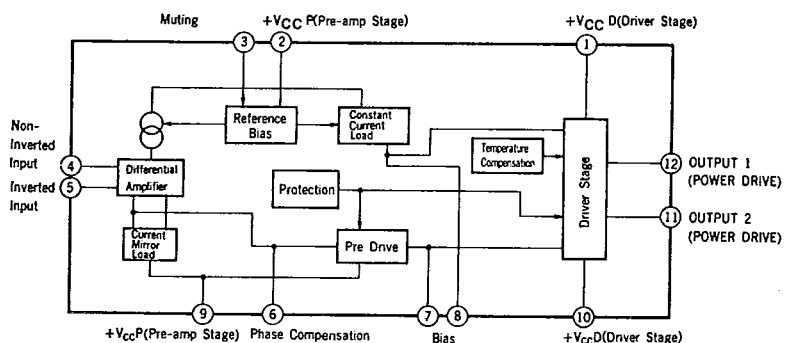 Muting
+VCC P(Pre-amp Stage)
+VCC D(Driver Stage)
3
2
1
Reference
Bias
Constant
Current
Load
Temperature
Compensation
Non-
Inverted
Input
4
5
Inverted
Input
Differential
Amplifier
Current
Mirror
Load
Protection
Pre Drive
Driver Stage
12
OUTPUT 1
(POWER DRIVE)
11
OUTPUT 2
(POWER DRIVE)
9
6
7
8
10
+VCCP(Pre-amp Stage)
Phase Compensation
Bias
+VCCD(Driver Stage)